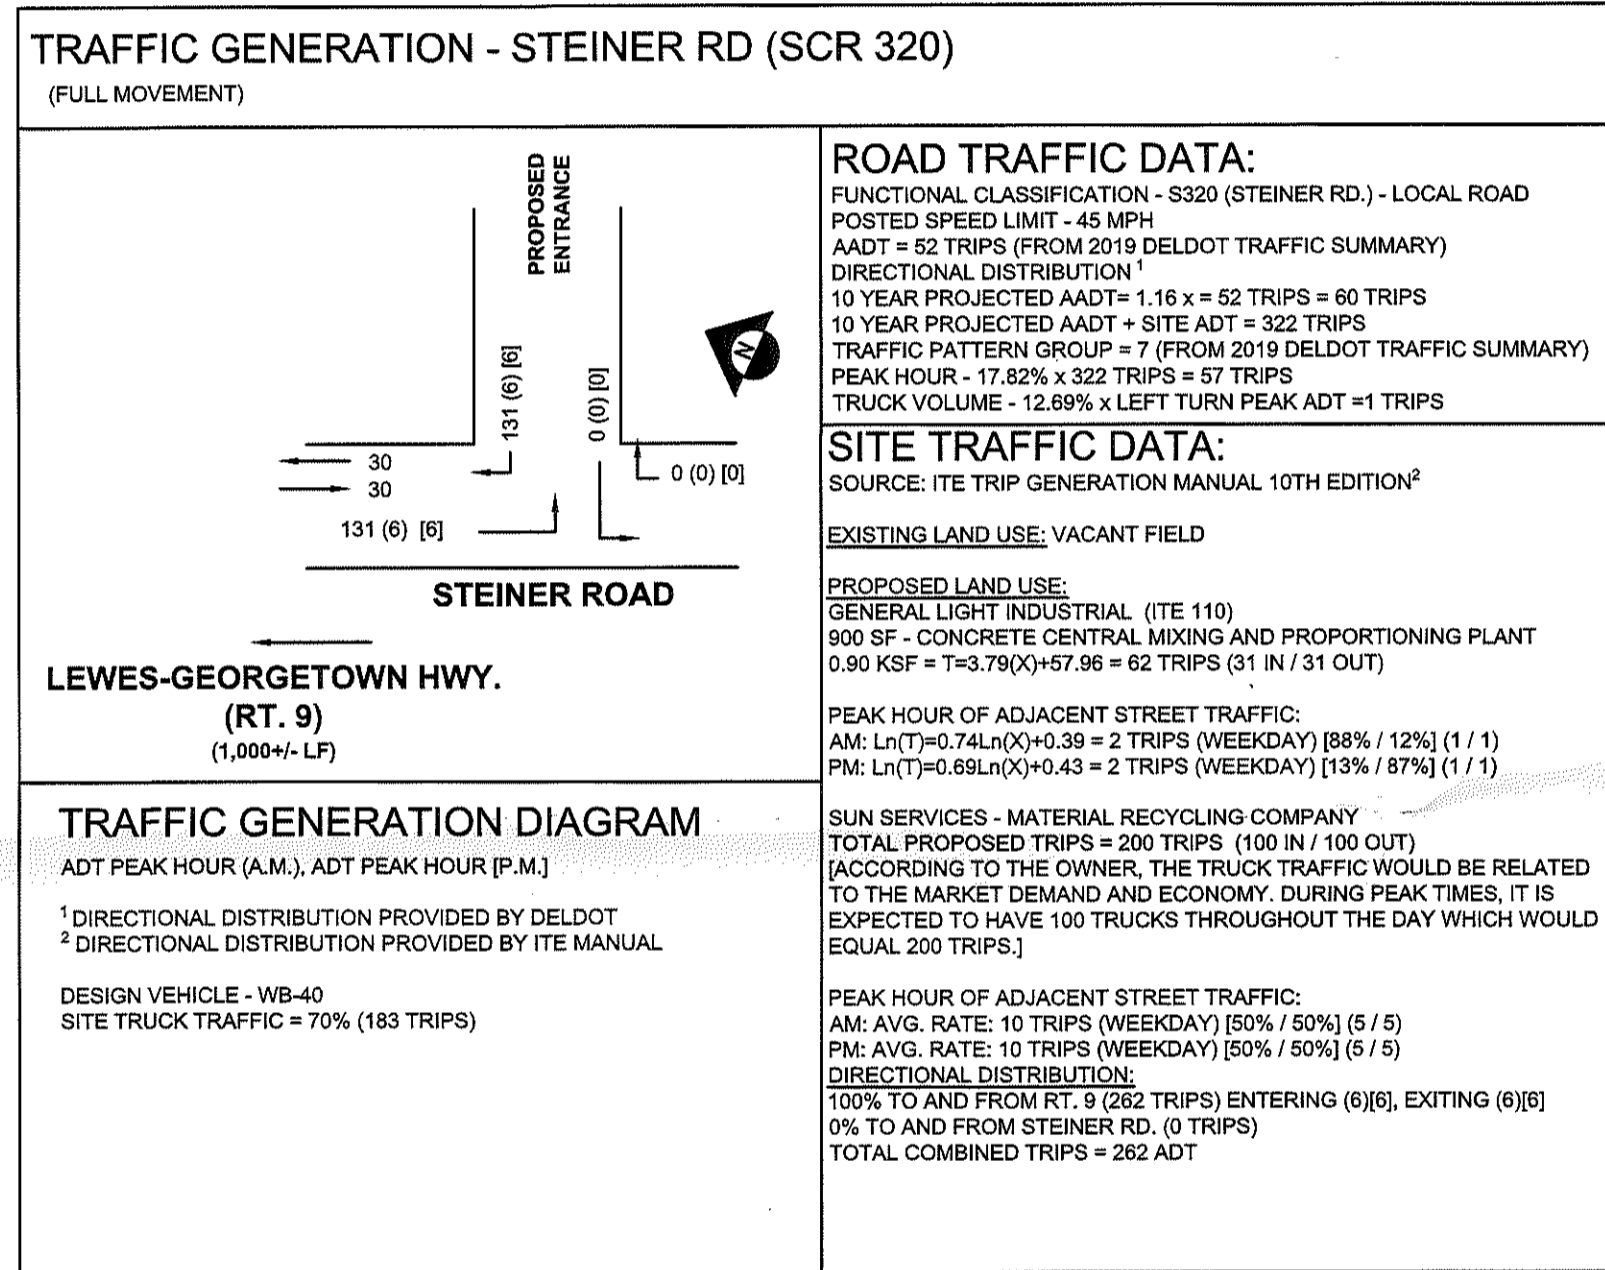 TRAFFIC GENERATION - STEINER RD (SCR 320)
(FULL MOVEMENT)
PROPOSED
ENTRANCE
N
131 (6) [6]
0 (0) [0]
30
30
0 (0) [0]
131 (6) [6]
STEINER ROAD
LEWES-GEORGETOWN HWY.
(RT. 9)
(1,000+/- LF)
TRAFFIC GENERATION DIAGRAM
ADT PEAK HOUR (A.M.), ADT PEAK HOUR [P.M.]
1 DIRECTIONAL DISTRIBUTION PROVIDED BY DELDOT
2 DIRECTIONAL DISTRIBUTION PROVIDED BY ITE MANUAL
DESIGN VEHICLE - WB-40
SITE TRUCK TRAFFIC = 70% (183 TRIPS)
ROAD TRAFFIC DATA:
FUNCTIONAL CLASSIFICATION - S320 (STEINER RD.) - LOCAL ROAD
POSTED SPEED LIMIT - 45 MPH
AADT = 52 TRIPS (FROM 2019 DELDOT TRAFFIC SUMMARY)
DIRECTIONAL DISTRIBUTION 1
10 YEAR PROJECTED AADT= 1.16 x = 52 TRIPS = 60 TRIPS
10 YEAR PROJECTED AADT + SITE ADT = 322 TRIPS
TRAFFIC PATTERN GROUP = 7 (FROM 2019 DELDOT TRAFFIC SUMMARY)
PEAK HOUR - 17.82% x 322 TRIPS = 57 TRIPS
TRUCK VOLUME - 12.69% x LEFT TURN PEAK ADT =1 TRIPS
SITE TRAFFIC DATA:
SOURCE: ITE TRIP GENERATION MANUAL 10TH EDITION2
EXISTING LAND USE: VACANT FIELD
PROPOSED LAND USE:
GENERAL LIGHT INDUSTRIAL (ITE 110)
900 SF - CONCRETE CENTRAL MIXING AND PROPORTIONING PLANT
0.90 KSF = T=3.79(X)+57.96 = 62 TRIPS (31 IN / 31 OUT)
PEAK HOUR OF ADJACENT STREET TRAFFIC:
AM: Ln(T)=0.74Ln(X)+0.39 = 2 TRIPS (WEEKDAY) [88% / 12%] (1 / 1)
PM: Ln(T)=0.69Ln(X)+0.43 = 2 TRIPS (WEEKDAY) [13% / 87%] (1 / 1)
SUN SERVICES - MATERIAL RECYCLING COMPANY
TOTAL PROPOSED TRIPS = 200 TRIPS (100 IN / 100 OUT)
[ACCORDING TO THE OWNER, THE TRUCK TRAFFIC WOULD BE RELATED
TO THE MARKET DEMAND AND ECONOMY. DURING PEAK TIMES, IT IS
EXPECTED TO HAVE 100 TRUCKS THROUGHOUT THE DAY WHICH WOULD
EQUAL 200 TRIPS.]
PEAK HOUR OF ADJACENT STREET TRAFFIC:
AM: AVG. RATE: 10 TRIPS (WEEKDAY) [50% / 50%] (5 / 5)
PM: AVG. RATE: 10 TRIPS (WEEKDAY) [50% / 50%] (5 / 5)
DIRECTIONAL DISTRIBUTION:
100% TO AND FROM RT. 9 (262 TRIPS) ENTERING (6)[6], EXITING (6)[6]
0% TO AND FROM STEINER RD. (0 TRIPS)
TOTAL COMBINED TRIPS = 262 ADT